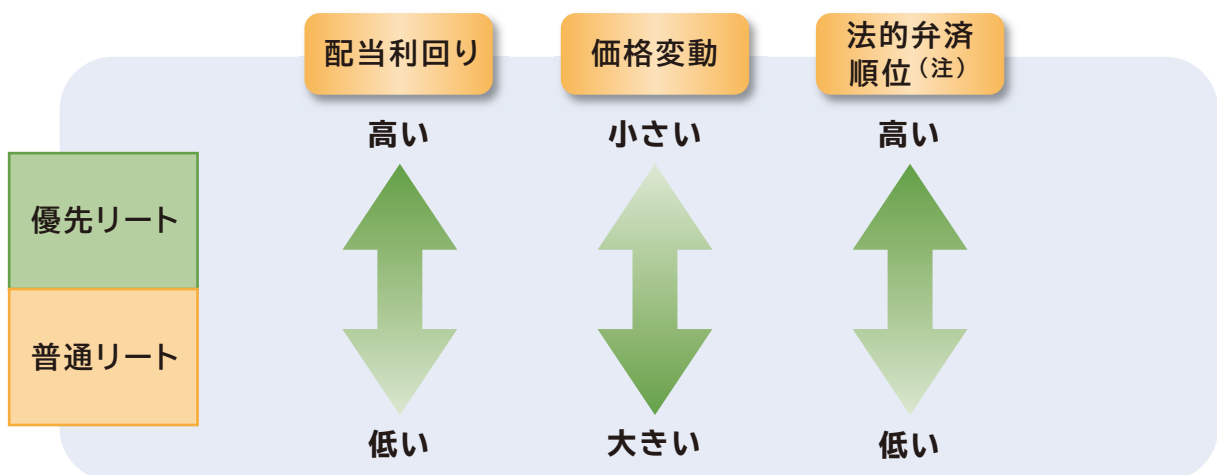 配当利回り
価格変動
法的弁済
順位(注)
高い
小さい
高い
優先リート
普通リート
低い
大きい
低い